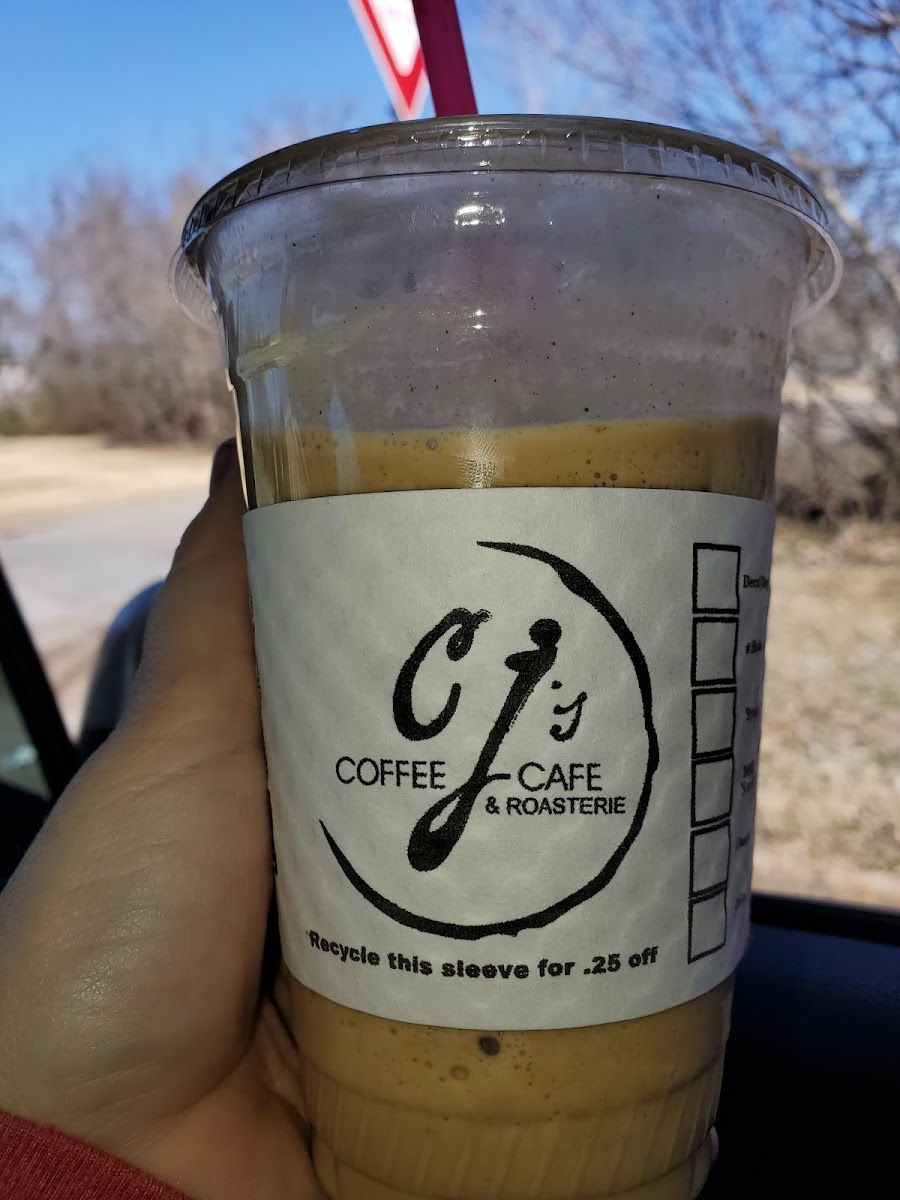 Cj's
COFFEE CAFE
& ROASTERIE
Recycle this sleeve for .25 off